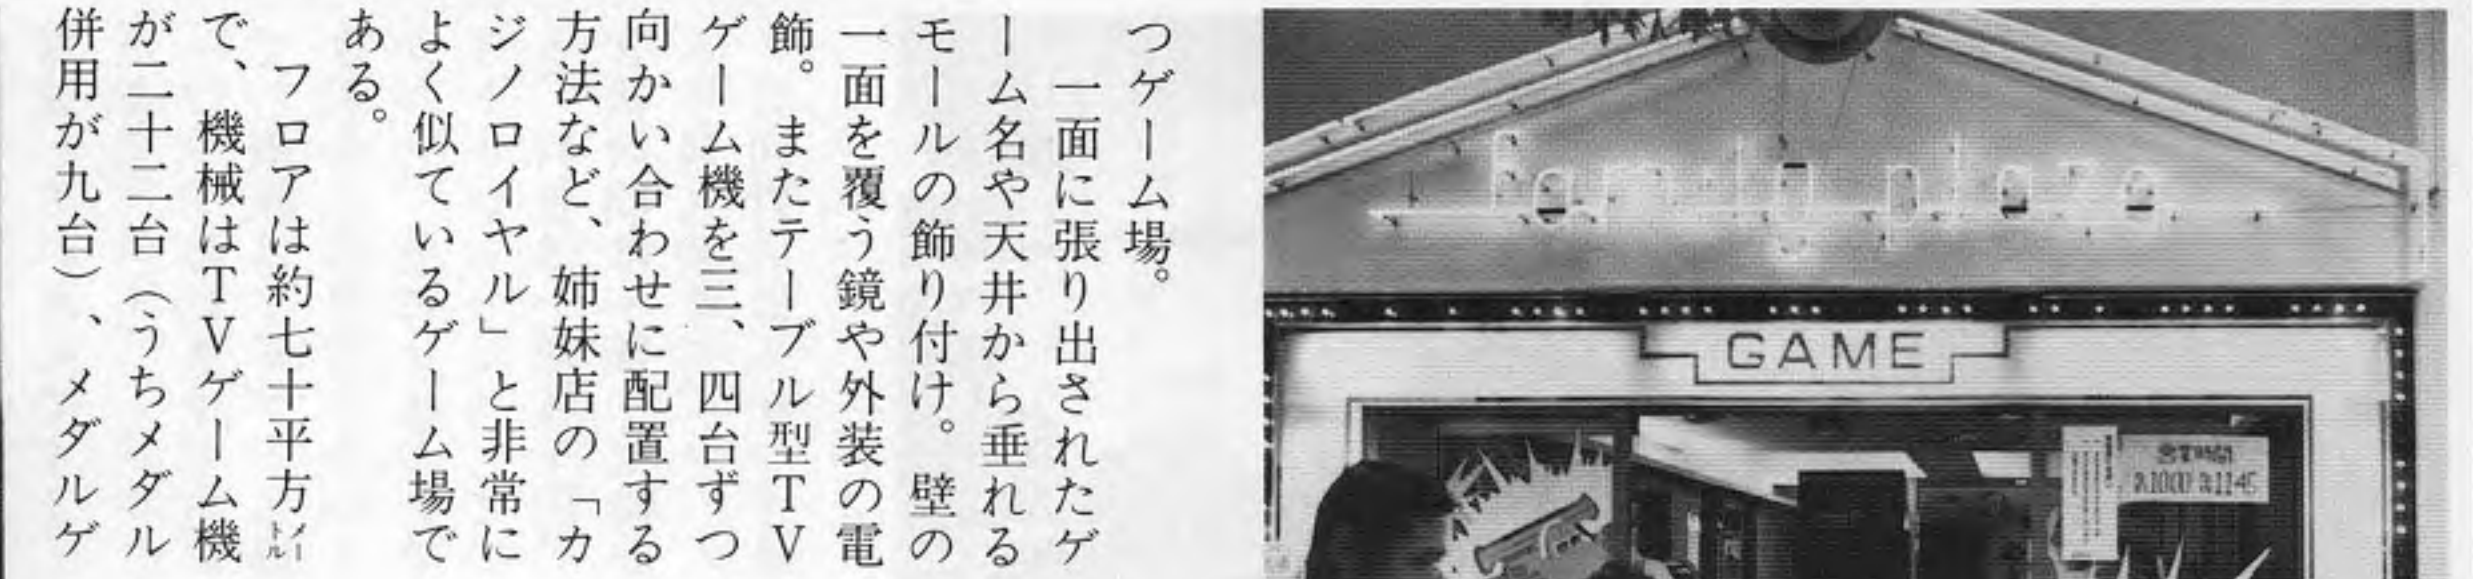 つゲーム場。
一面に張り出されたゲ
ーム名や天井から垂れる
モールの飾り付け。壁の
一面を覆う鏡や外装の電
飾。またテーブル型TV
ゲーム機を三、四台ずつ
向かい合わせに配置する
方法など、姉妹店の「カ
ジノロイヤル」と非常に
よく似ているゲーム場で
ある。
フロアは約七十平方メートル
で、機械はTVゲーム機
が二十二台(うちメダル
併用が九台)、メダルゲ
family plaza
GAME
営業時間